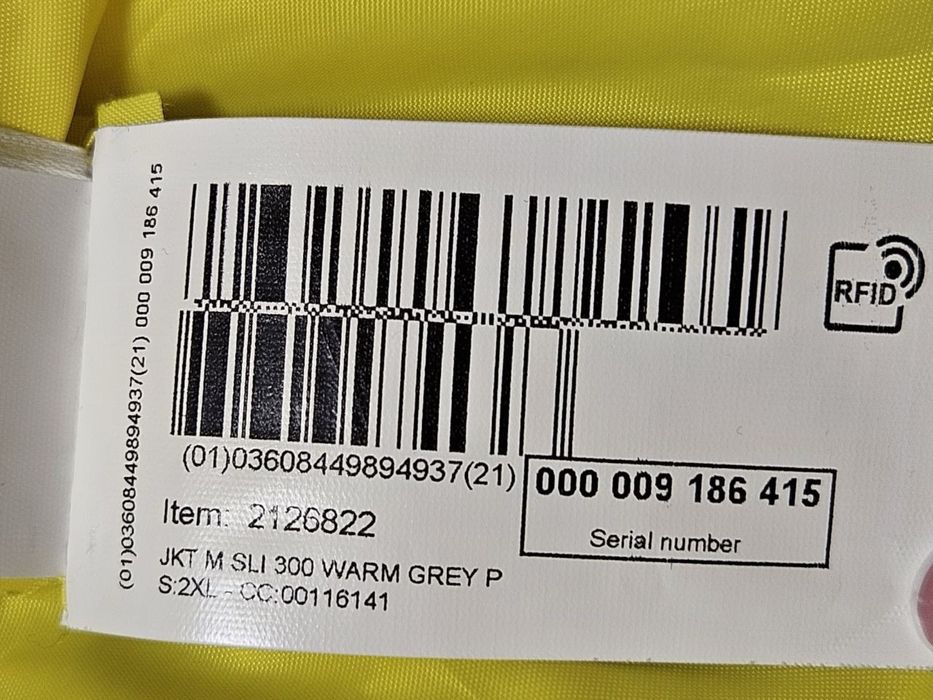 (01)03608449894937(21) 000 009 186 415
RFID
(01)03608449894937(21)
000 009 186 415
Serial number
Item: 2126822
JKT M SLI 300 WARM GREY P
S:2XL - CC:00116141